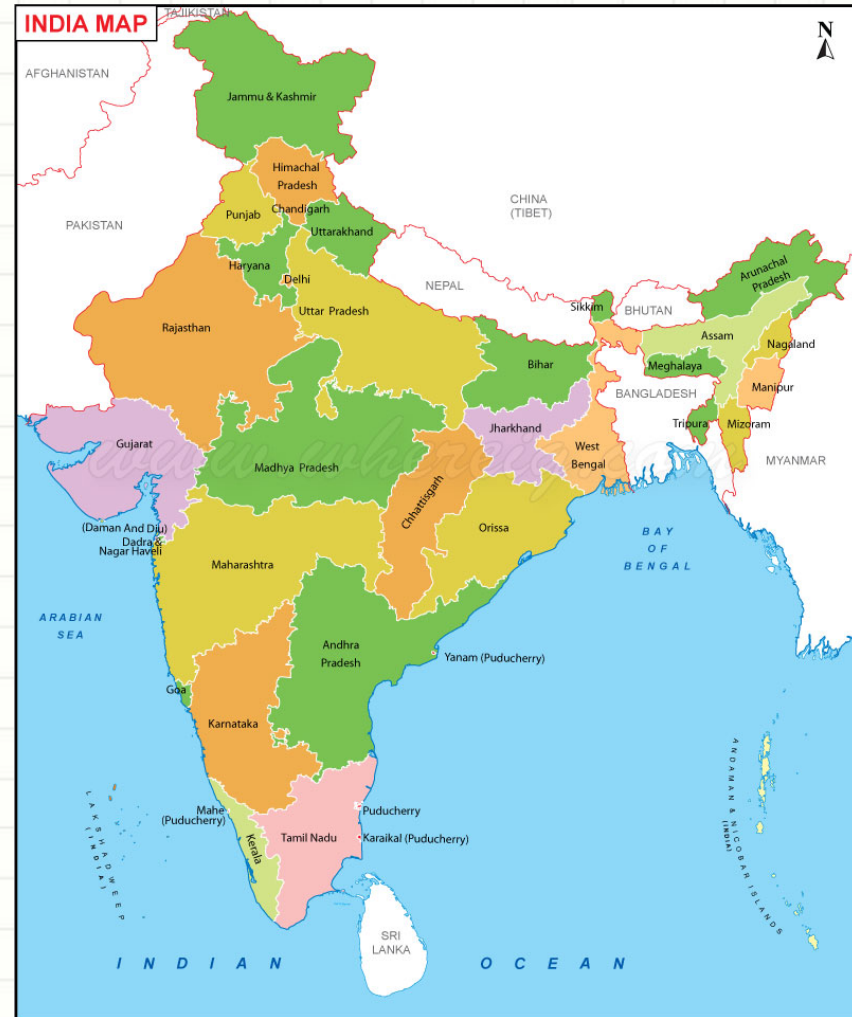 INDIA MAP
TAJIKISTAN
N
AFGHANISTAN
Jammu & Kashmir
Himachal
Pradesh
CHINA
(TIBET)
PAKISTAN
Punjab
Chandigarh
Uttarakhand
Haryana
Delhi
NEPAL
Arunachal
Pradesh
Uttar Pradesh
Sikkim
BHUTAN
Rajasthan
Assam
Nagaland
Bihar
Meghalaya
BANGLADESH
Manipur
Gujarat
Jharkhand
Tripura
Mizoram
West
Bengal
MYANMAR
Madhya Pradesh
Chhattisgarh
(Daman And Diu)
Dadra &
Nagar Haveli
Orissa
BAY
OF
BENGAL
Maharashtra
ARABIAN
SEA
Andhra
Pradesh
Yanam (Puducherry)
Goa
Karnataka
LAKSHADWEEP
(INDIA)
Mahe
(Puducherry)
Puducherry
Kerala
Tamil Nadu
Karaikal (Puducherry)
ANDAMAN & NICOBAR ISLANDS
(INDIA)
SRI
LANKA
INDIAN OCEAN